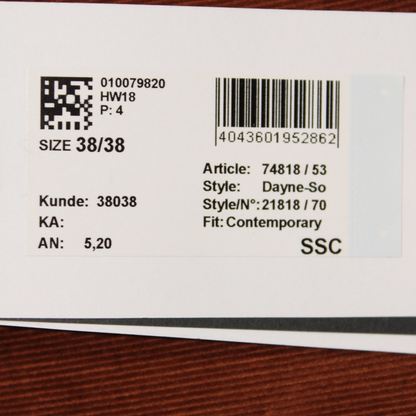 010079820
HW18
P: 4
SIZE 38/38
4043601952862
Article: 74818 / 53
Style: Dayne-So
Style/N°: 21818 / 70
Fit: Contemporary
Kunde: 38038
KA:
AN: 5,20
SSC